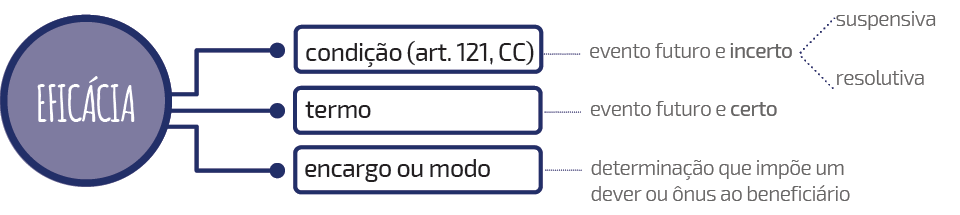 EFICÁCIA
condição (art. 121, CC)
evento futuro e incerto
suspensiva
resolutiva
termo
evento futuro e certo
encargo ou modo
determinação que impõe um
dever ou ônus ao beneficiário